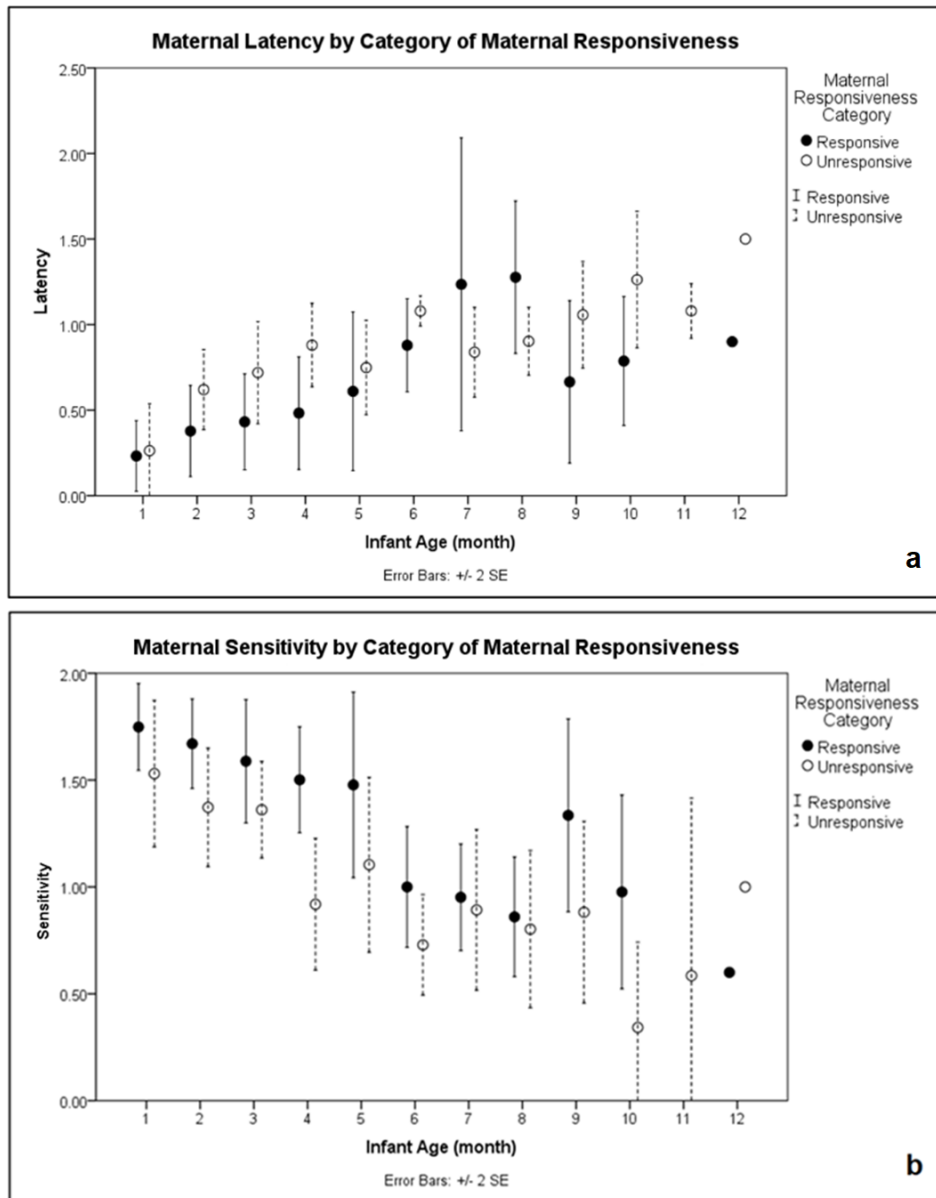 Maternal Latency by Category of Maternal Responsiveness
2.50
2.00
1.50
1.00
0.50
0.00
Latency
1 2 3 4 5 6 7 8 9 10 11 12
Infant Age (month)
Error Bars: +/- 2 SE
Maternal
Responsiveness
Category
Responsive
Unresponsive
Responsive
Unresponsive
a
Maternal Sensitivity by Category of Maternal Responsiveness
2.00
1.50
1.00
0.50
0.00
Sensitivity
1 2 3 4 5 6 7 8 9 10 11 12
Infant Age (month)
Error Bars: +/- 2 SE
Maternal
Responsiveness
Category
Responsive
Unresponsive
Responsive
Unresponsive
b